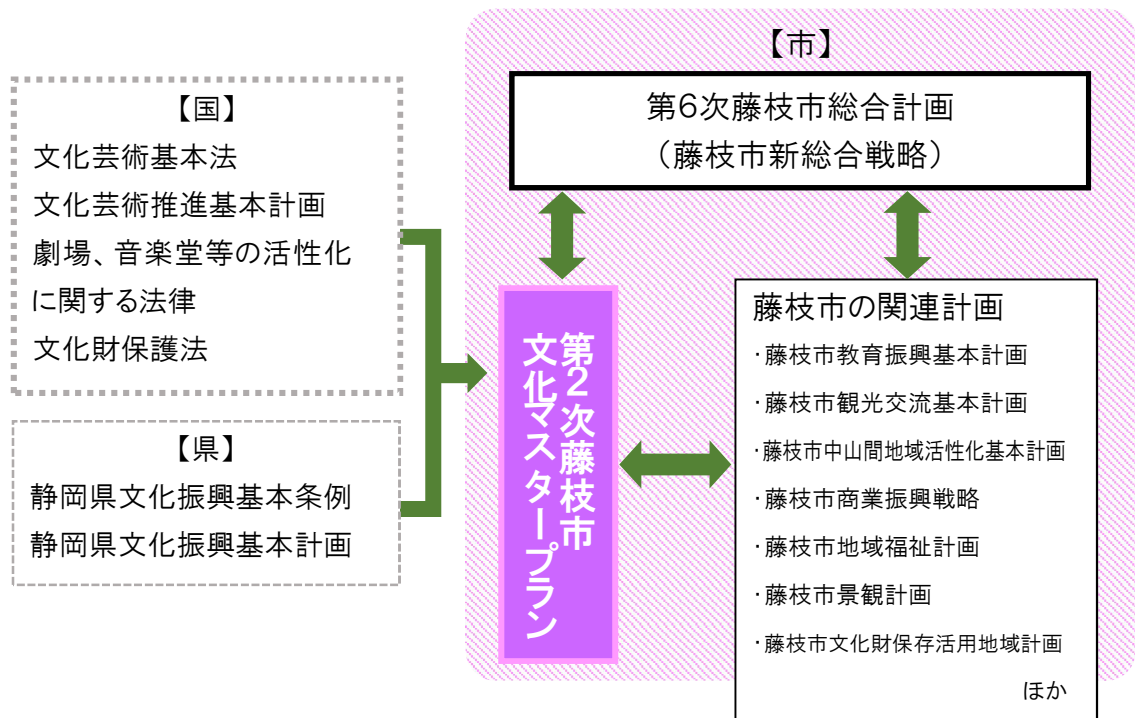 【国】
文化芸術基本法
文化芸術推進基本計画
劇場、音楽堂等の活性化
に関する法律
文化財保護法
【県】
静岡県文化振興基本条例
静岡県文化振興基本計画
【市】
第6次藤枝市総合計画
（藤枝市新総合戦略）
第2次藤枝市
文化マスタープラン
藤枝市の関連計画
・藤枝市教育振興基本計画
・藤枝市観光交流基本計画
・藤枝市中山間地域活性化基本計画
・藤枝市商業振興戦略
・藤枝市地域福祉計画
・藤枝市景観計画
・藤枝市文化財保存活用地域計画
ほか